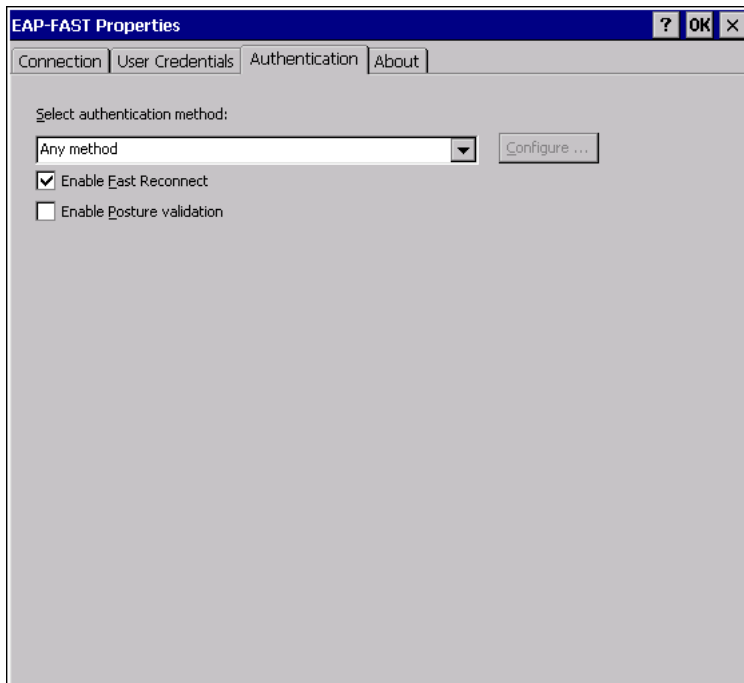 EAP-FAST Properties ? OK ×
Connection User Credentials Authentication About
Select authentication method:
Any method Configure ...
Enable Fast Reconnect
Enable Posture validation